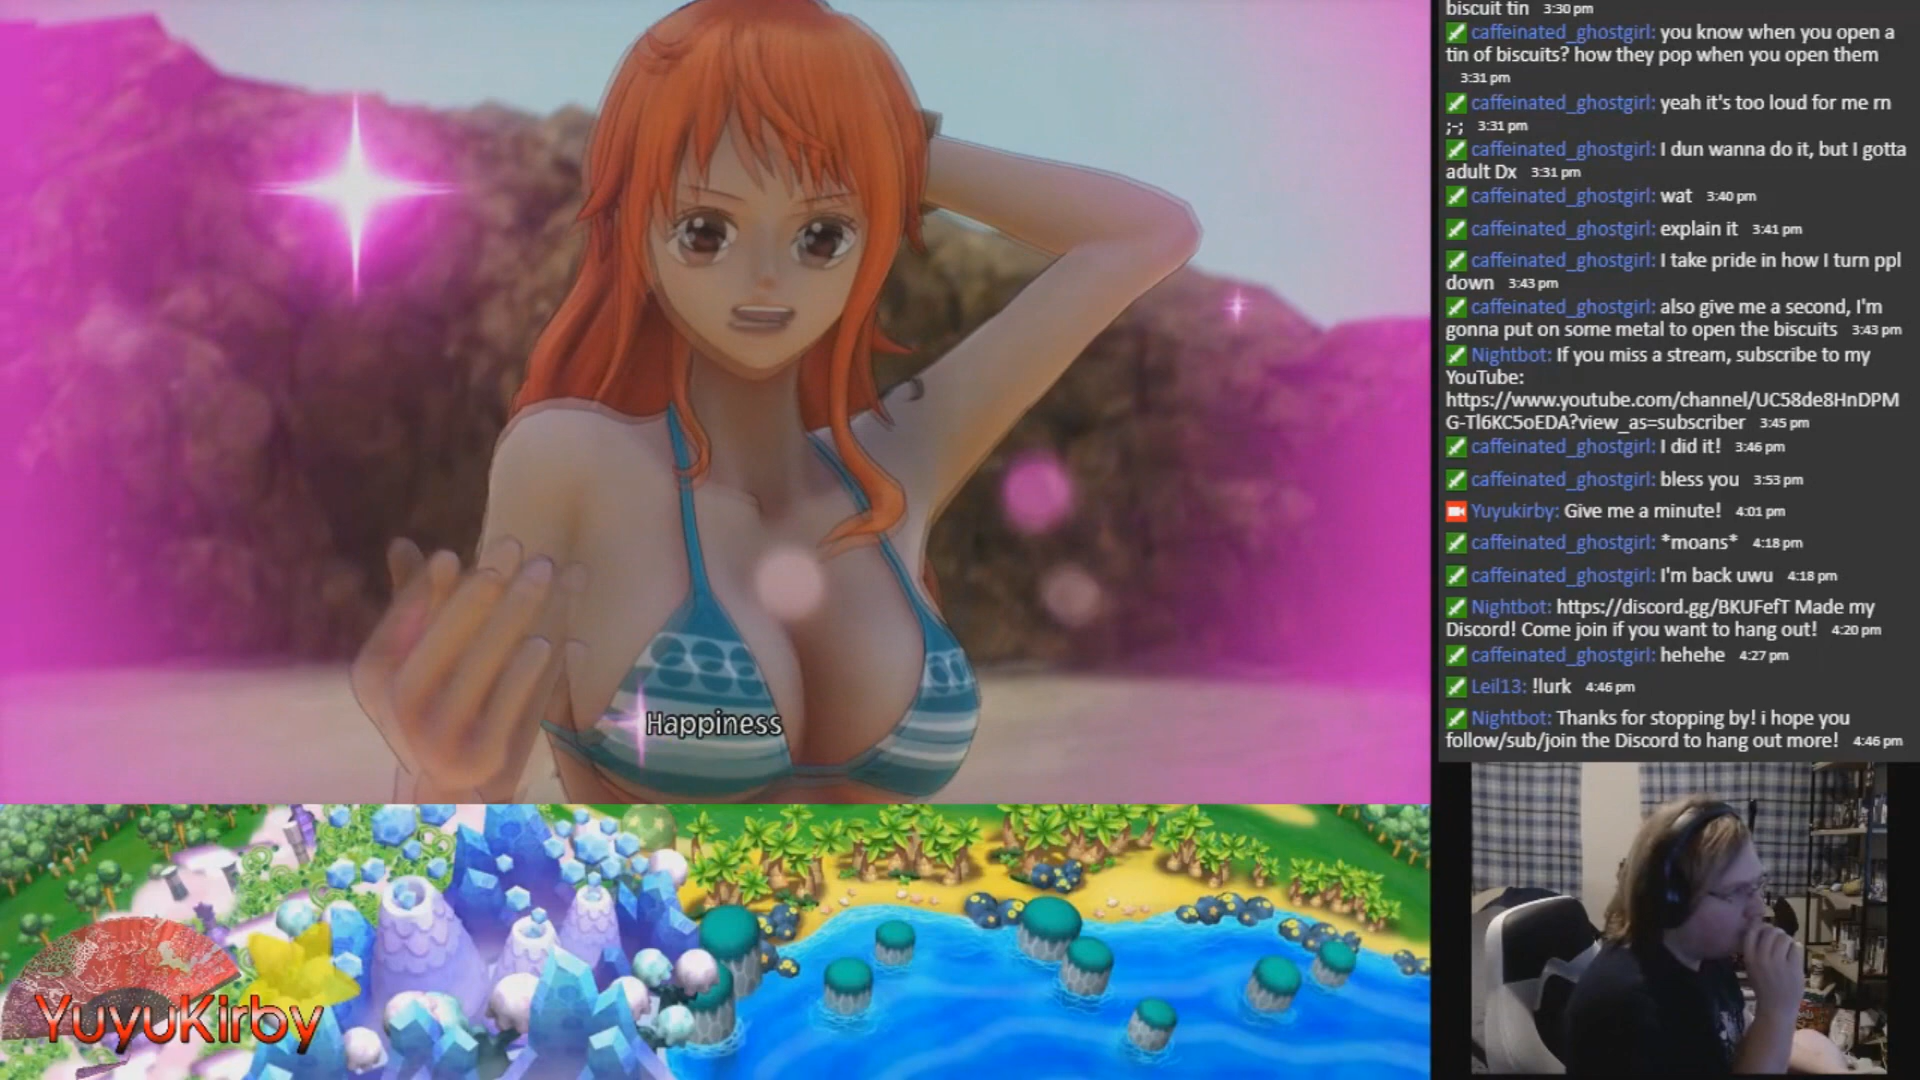 Happiness
YuyuKirby
biscuit tin 3:30 pm
caffeinated_ghostgirl: you know when you open a
tin of biscuits? how they pop when you open them
3:31 pm
caffeinated_ghostgirl: yeah it's too loud for me rn
;-; 3:31 pm
caffeinated_ghostgirl: I dun wanna do it, but I gotta
adult Dx 3:31 pm
caffeinated_ghostgirl: wat 3:40 pm
caffeinated_ghostgirl: explain it 3:41 pm
caffeinated_ghostgirl: I take pride in how I turn ppl
down 3:43 pm
caffeinated_ghostgirl: also give me a second, I'm
gonna put on some metal to open the biscuits 3:43 pm
Nightbot: If you miss a stream, subscribe to my
YouTube:
https://www.youtube.com/channel/UC58de8HnDPM
G-Tl6KC5oEDA?view_as=subscriber 3:45 pm
caffeinated_ghostgirl: I did it! 3:46 pm
caffeinated_ghostgirl: bless you 3:53 pm
Yuyukirby: Give me a minute! 4:01 pm
caffeinated_ghostgirl: *moans* 4:18 pm
caffeinated_ghostgirl: I'm back uwu 4:18 pm
Nightbot: https://discord.gg/BKUFefT Made my
Discord! Come join if you want to hang out! 4:20 pm
caffeinated_ghostgirl: hehehe 4:27 pm
Leil13: !lurk 4:46 pm
Nightbot: Thanks for stopping by! i hope you
follow/sub/join the Discord to hang out more! 4:46 pm